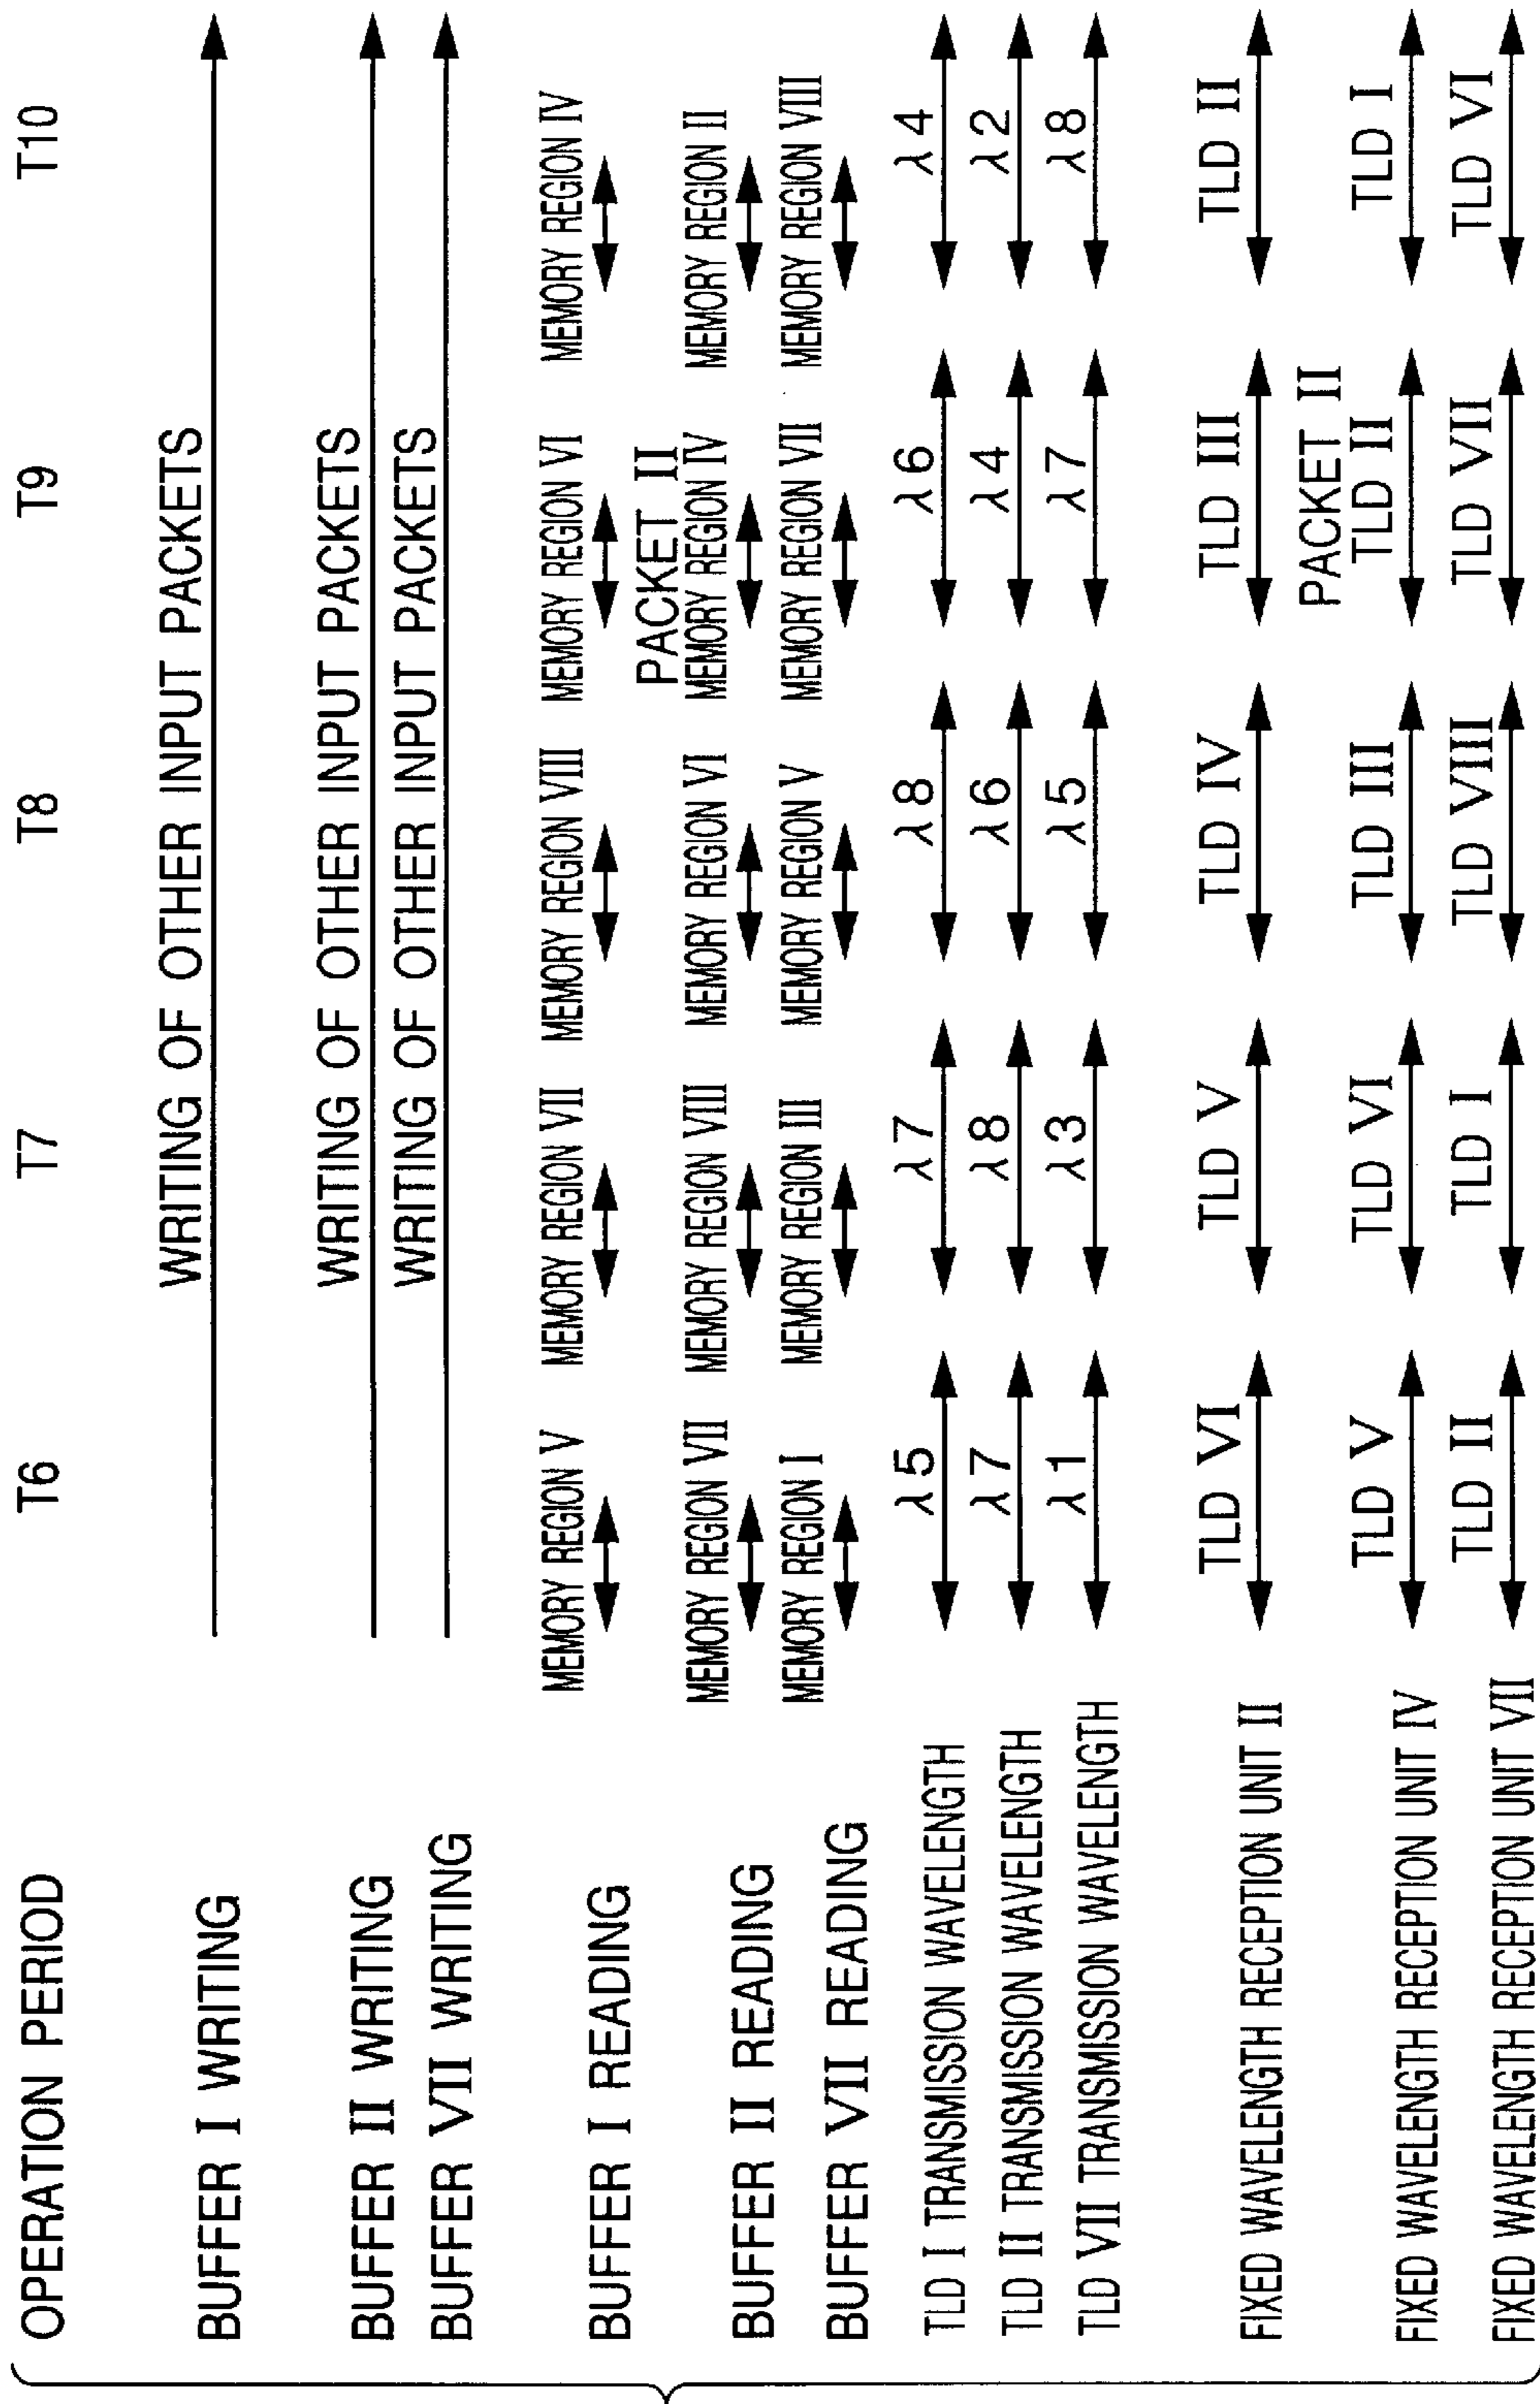 OPERATION PERIOD T6 T7 T8 T9 T10
BUFFER I WRITING WRITING OF OTHER INPUT PACKETS
BUFFER II WRITING WRITING OF OTHER INPUT PACKETS
BUFFER VII WRITING WRITING OF OTHER INPUT PACKETS
BUFFER I READING MEMORY REGION V MEMORY REGION VII MEMORY REGION VIII MEMORY REGION VI MEMORY REGION IV
PACKET II
BUFFER II READING MEMORY REGION VII MEMORY REGION VIII MEMORY REGION VI MEMORY REGION IV MEMORY REGION II
BUFFER VII READING MEMORY REGION I MEMORY REGION III MEMORY REGION V MEMORY REGION VII MEMORY REGION VIII
TLD I TRANSMISSION WAVELENGTH λ5 λ7 λ8 λ6 λ4
TLD II TRANSMISSION WAVELENGTH λ7 λ8 λ6 λ4 λ2
TLD VII TRANSMISSION WAVELENGTH λ1 λ3 λ5 λ7 λ8
FIXED WAVELENGTH RECEPTION UNIT II TLD VI TLD V TLD IV TLD III TLD II
PACKET II
FIXED WAVELENGTH RECEPTION UNIT IV TLD V TLD VI TLD III TLD II TLD I
FIXED WAVELENGTH RECEPTION UNIT VII TLD II TLD I TLD VIII TLD VII TLD VI